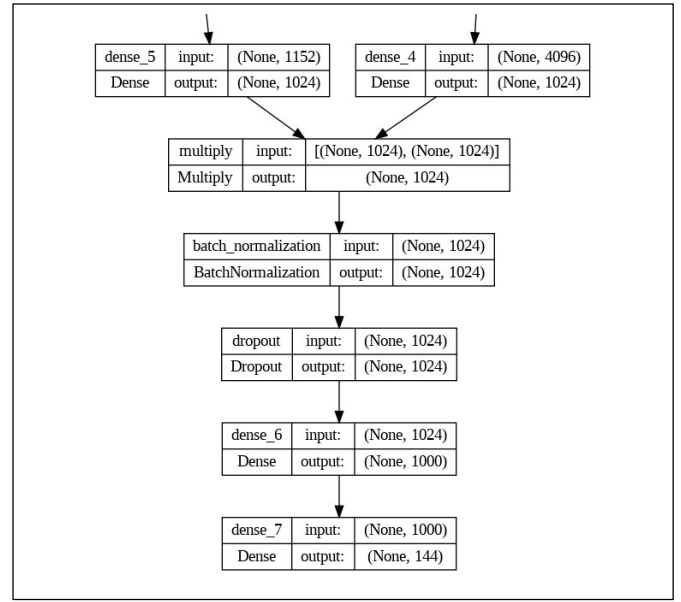 dense_5 input: (None, 1152) dense_4 input: (None, 4096)
Dense output: (None, 1024) Dense output: (None, 1024)
multiply input: [(None, 1024), (None, 1024)]
Multiply output: (None, 1024)
batch_normalization input: (None, 1024)
BatchNormalization output: (None, 1024)
dropout input: (None, 1024)
Dropout output: (None, 1024)
dense_6 input: (None, 1024)
Dense output: (None, 1000)
dense_7 input: (None, 1000)
Dense output: (None, 144)